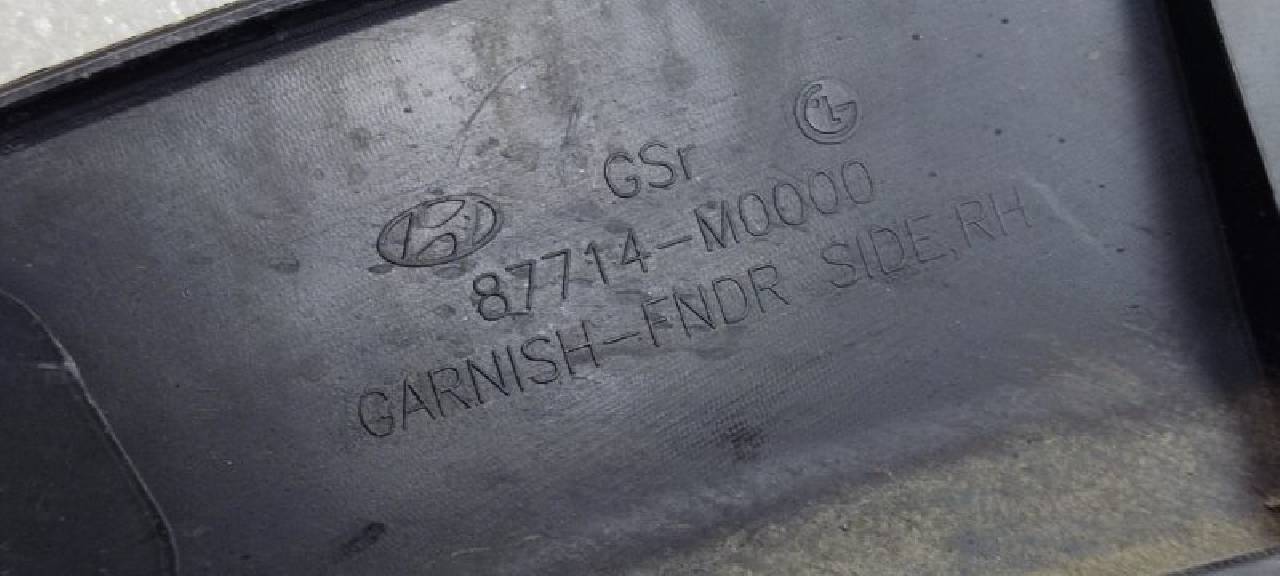 GSr
87714-M0000
GARNISH-FNDR SIDE,RH